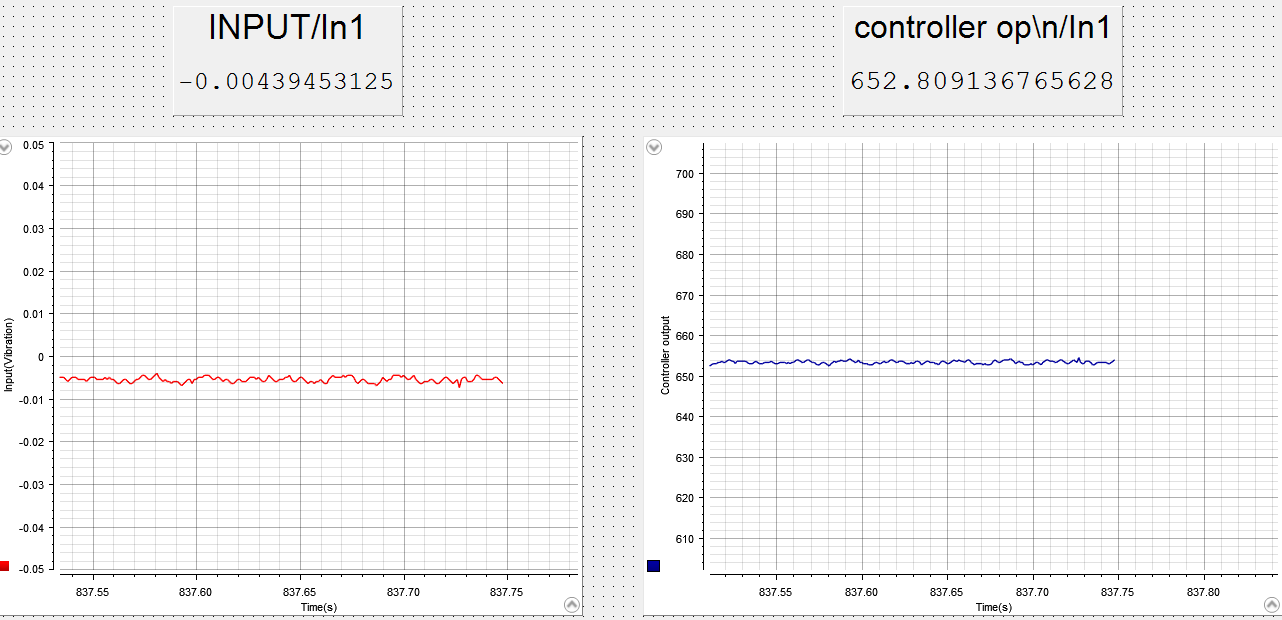 INPUT/In1
-0.00439453125
controller op\n/In1
652.809136765628
0.05
0.04
0.03
0.02
0.01
0
-0.01
-0.02
-0.03
-0.04
-0.05
Input(Vibration)
837.55 837.60 837.65 837.70 837.75
Time(s)
700
690
680
670
660
650
640
630
620
610
Controller output
837.55 837.60 837.65 837.70 837.75 837.80
Time(s)